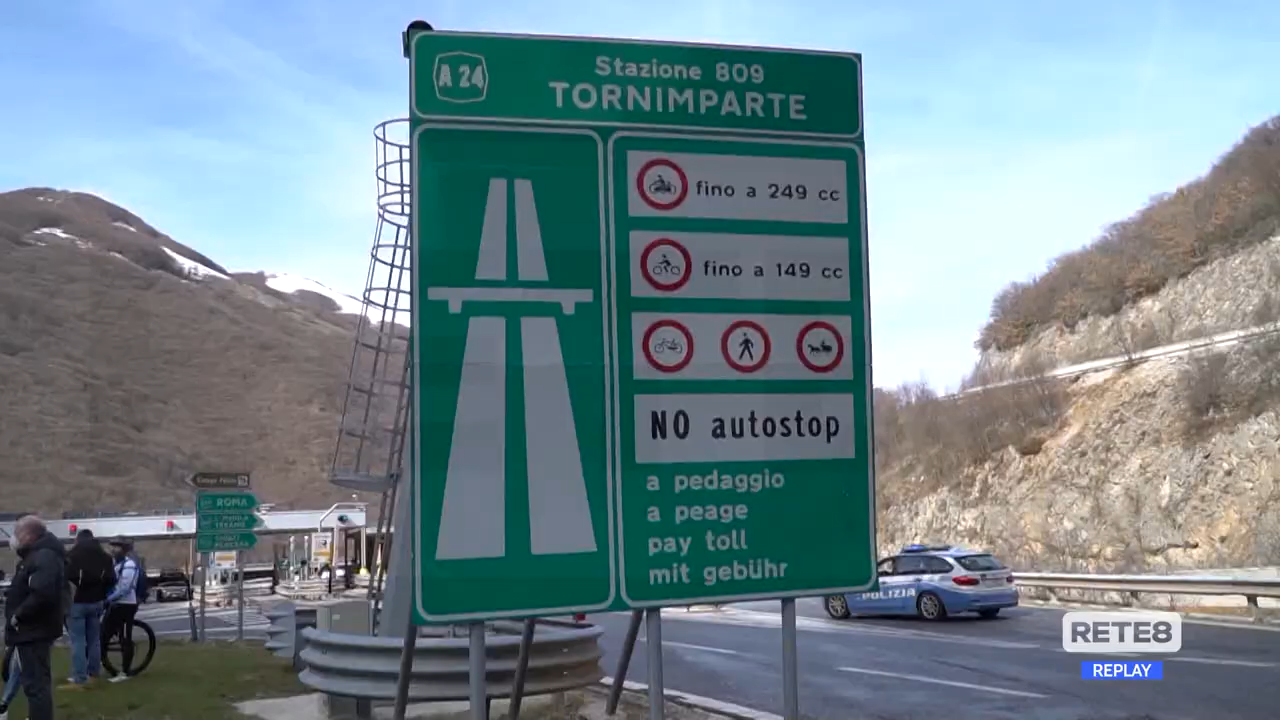 A 24
Stazione 809
TORNIMPARTE
fino a 249 cc
fino a 149 cc
NO autostop
a pedaggio
a peage
pay toll
mit gebühr
ROMA
POLIZIA
RETE8
REPLAY